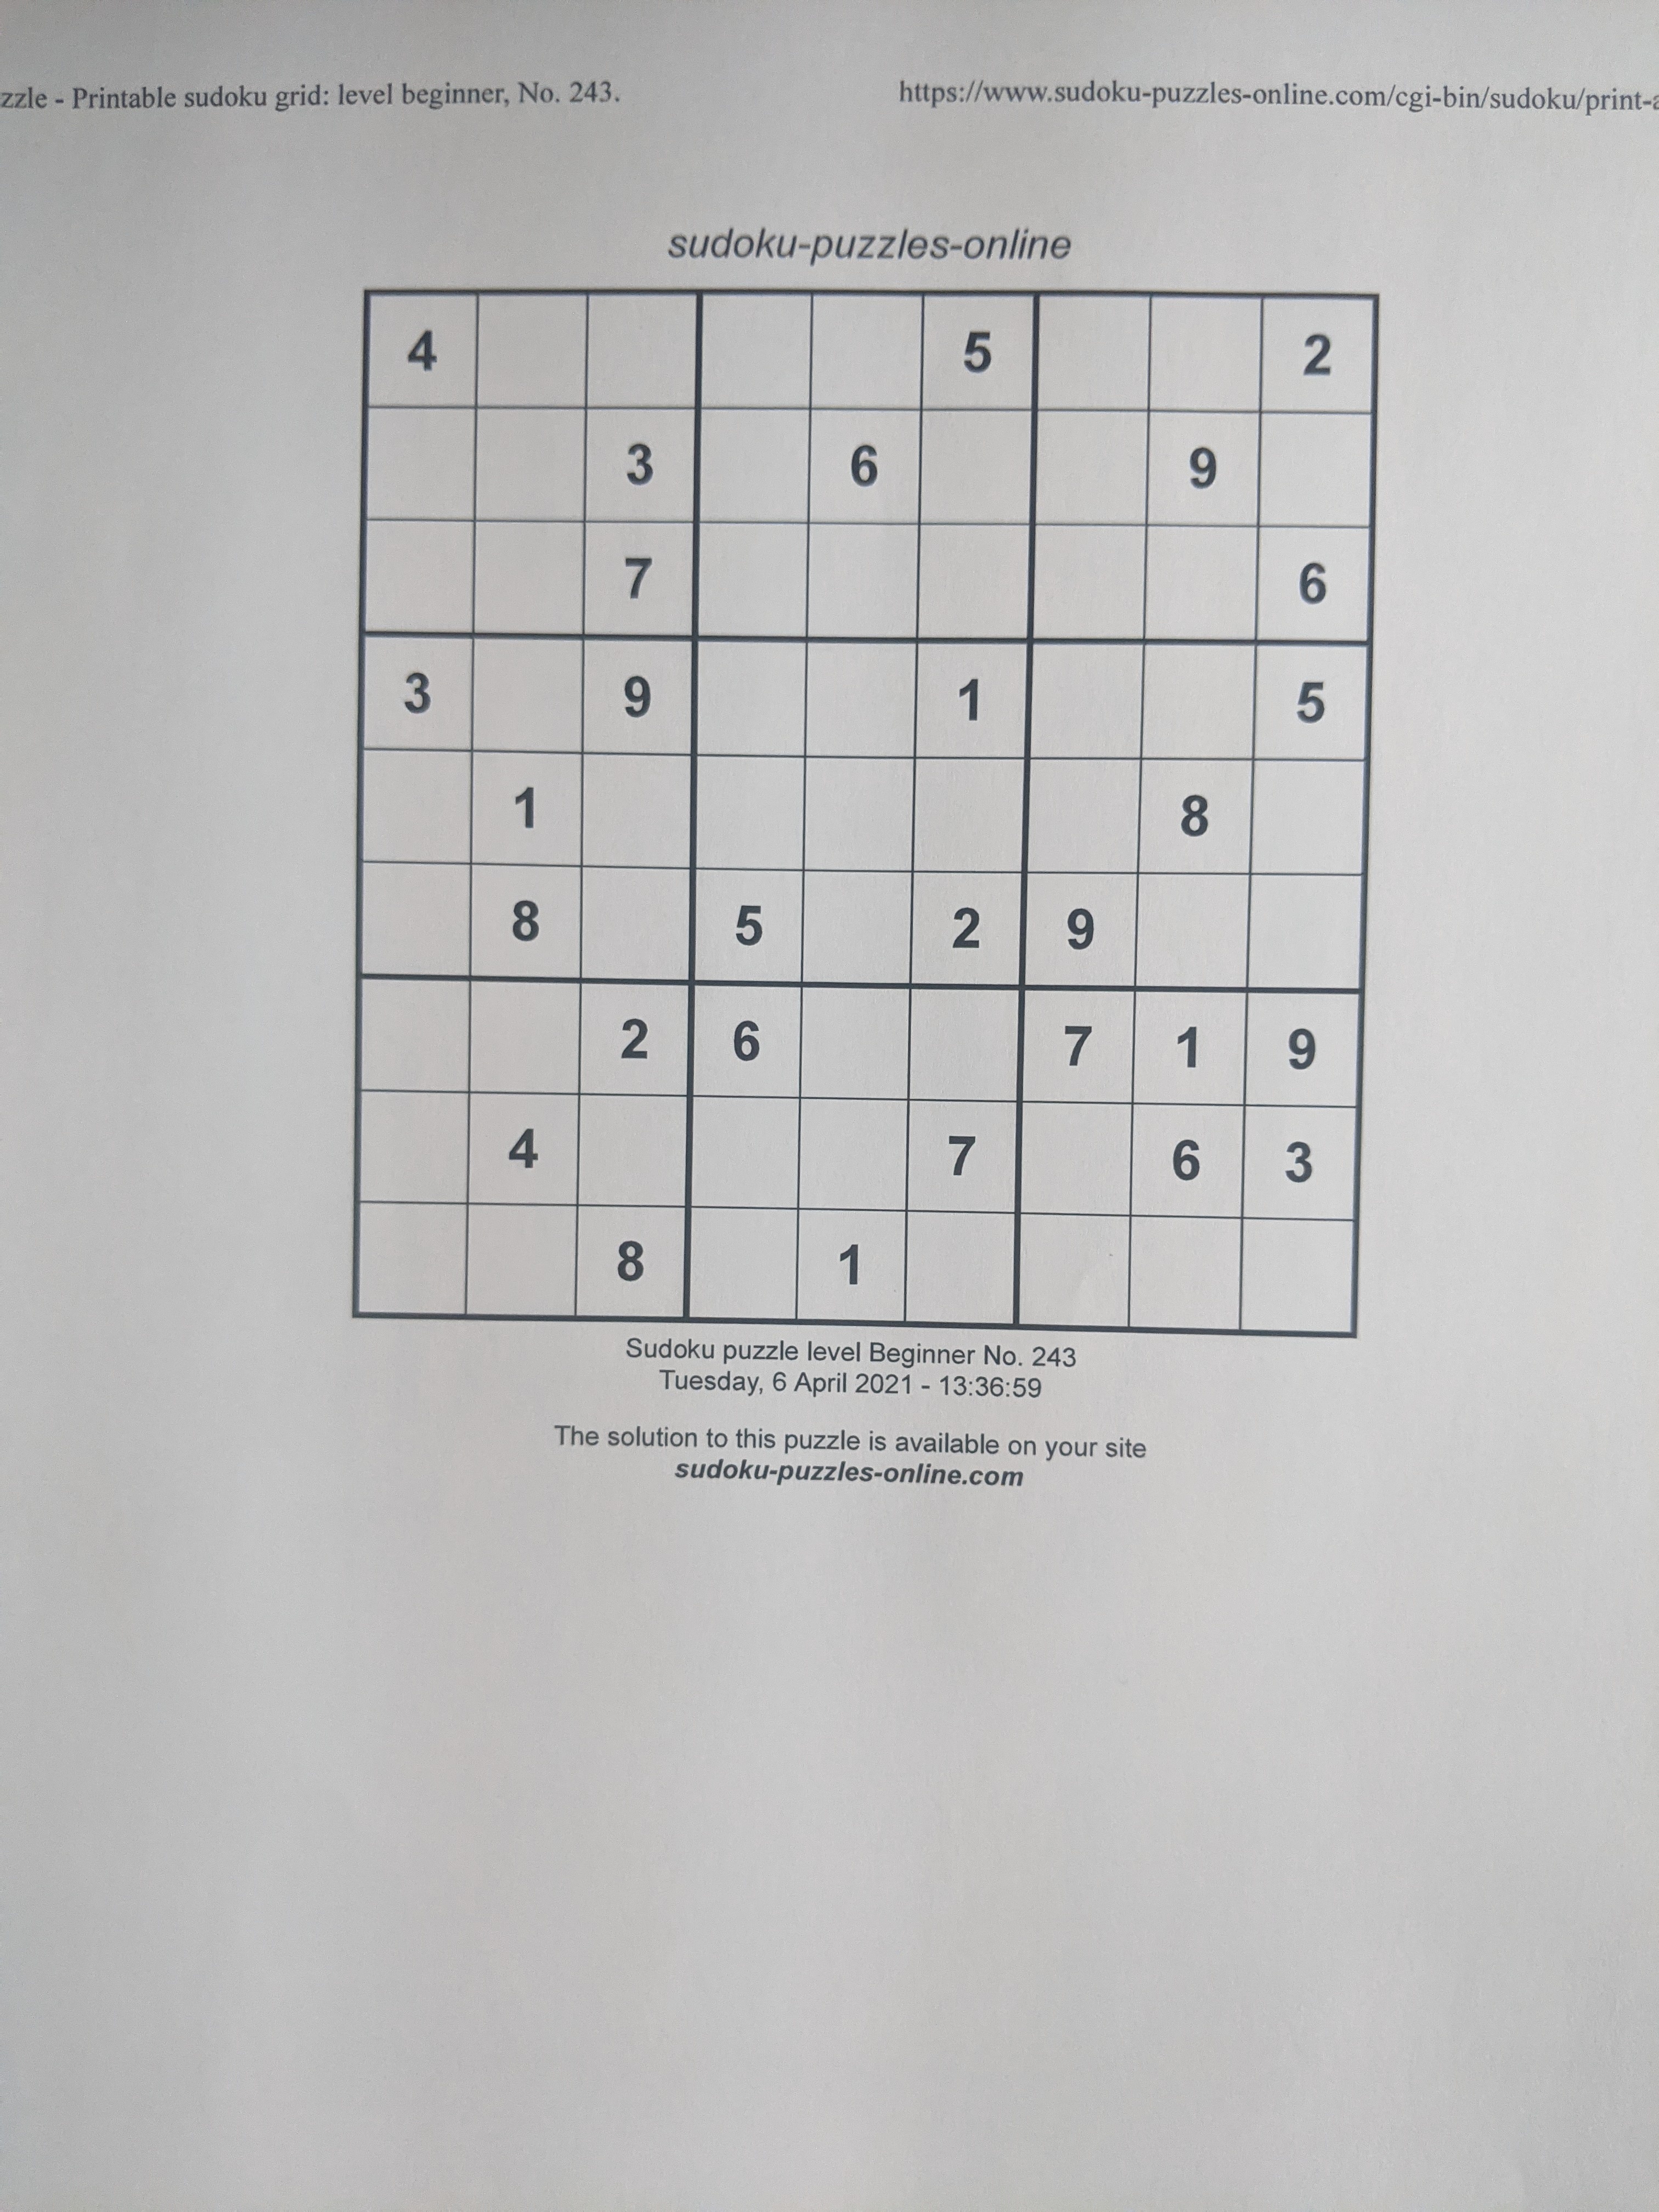 zzle - Printable sudoku grid: level beginner, No. 243.
https://www.sudoku-puzzles-online.com/cgi-bin/sudoku/print-a
sudoku-puzzles-online
4 5 2
3 6 9
7 6
3 9 1 5
1 8
8 5 2 9
2 6 7 1 9
4 7 6 3
8 1
Sudoku puzzle level Beginner No. 243
Tuesday, 6 April 2021 - 13:36:59
The solution to this puzzle is available on your site
sudoku-puzzles-online.com